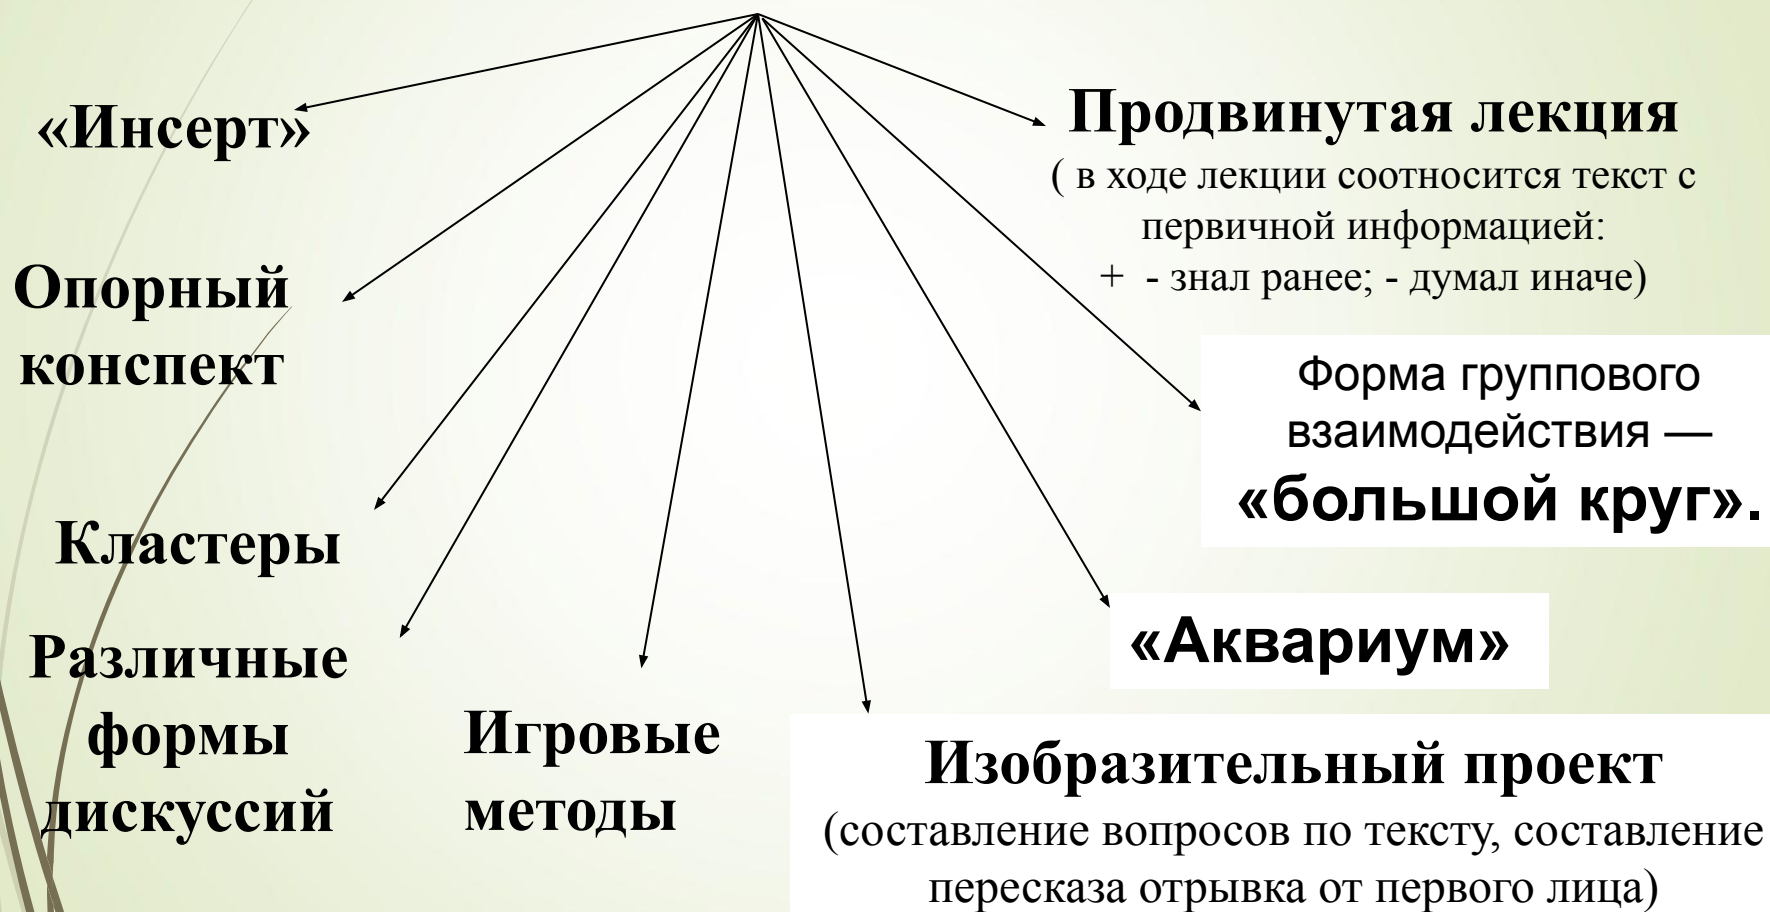 «Инсерт»
Опорный
конспект
Кластеры
Различные
формы
дискуссий
Игровые
методы
Продвинутая лекция
( в ходе лекции соотносится текст с
первичной информацией:
+ - знал ранее; - думал иначе)
Форма группового
взаимодействия —
«большой круг».
«Аквариум»
Изобразительный проект
(составление вопросов по тексту, составление
пересказа отрывка от первого лица)